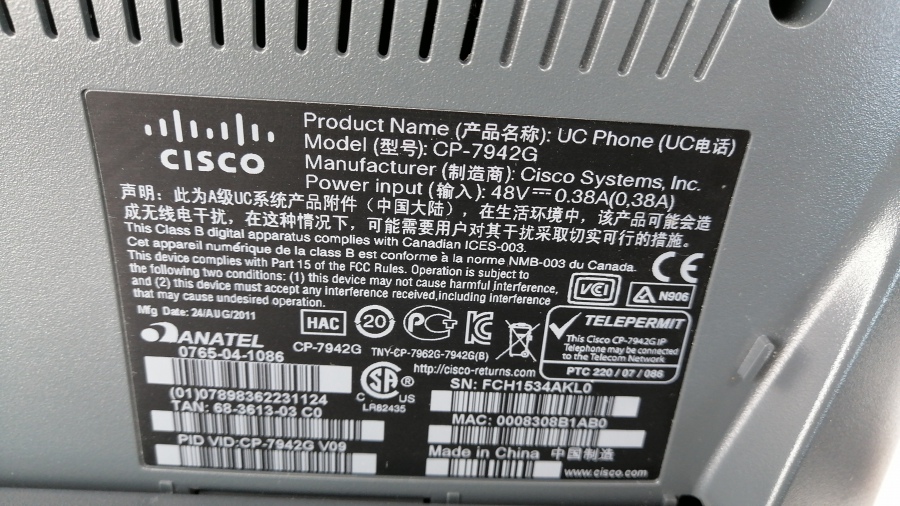 CISCO
Product Name (产品名称): UC Phone (UC电话)
Model (型号): CP-7942G
Manufacturer (制造商): Cisco Systems, Inc.
Power input (输入): 48V⎓ 0.38A(0.38A)
声明：此为A级UC系统产品附件（中国大陆），在生活环境中，该产品可能会造
成无线电干扰，在这种情况下，可能需要用户对其干扰采取切实可行的措施。
This Class B digital apparatus complies with Canadian ICES-003.
Cet appareil numérique de la class B est conforme à la norme NMB-003 du Canada.
This device complies with Part 15 of the FCC Rules. Operation is subject to
the following two conditions: (1) this device may not cause harmful interference,
and (2) this device must accept any interference received,including interference
that may cause undesired operation.
CE
VCI
N906
Mfg Date: 24/AUG/2011
HAC
20
ANATEL
0765-04-1086
CP-7942G
TNY-CP-7962G-7942G(B)
http://cisco-returns.com
TELEPERMIT
This Cisco CP-7942G IP
Telephone may be connected
to the Telecom Network
PTC 220 / 07 / 086
SA
C US
LR82435
SN: FCH1534AKL0
(01)07898362231124
TAN: 68-3613-03 C0
MAC: 0008308B1AB0
PID VID:CP-7942G V09
Made in China 中国制造
www.cisco.com